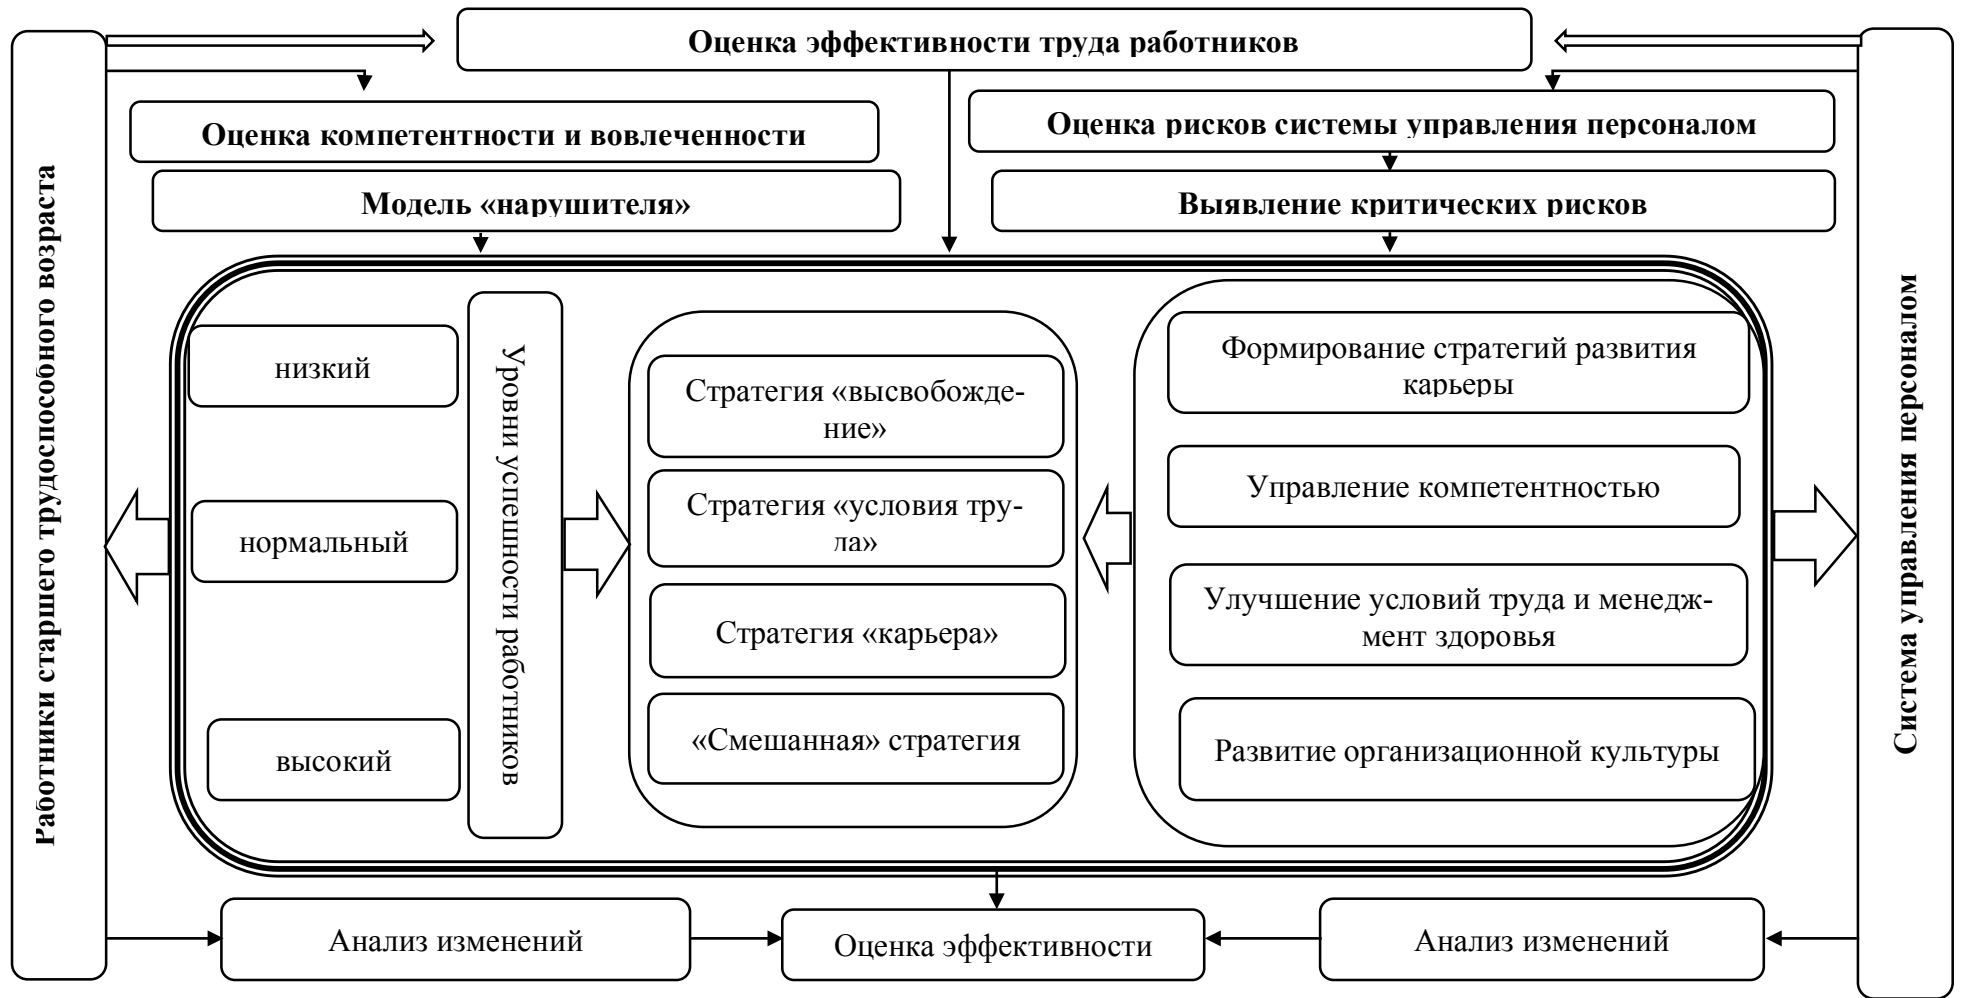 Оценка эффективности труда работников
Оценка компетентности и вовлеченности
Оценка рисков системы управления персоналом
Модель «нарушителя»
Выявление критических рисков
Работники старшего трудоспособного возраста
низкий
нормальный
высокий
Уровни успешности работников
Стратегия «высвобожде-
ние»
Стратегия «условия тру-
да»
Стратегия «карьера»
«Смешанная» стратегия
Формирование стратегий развития
карьеры
Управление компетентностью
Улучшение условий труда и менедж-
мент здоровья
Развитие организационной культуры
Система управления персоналом
Анализ изменений
Оценка эффективности
Анализ изменений